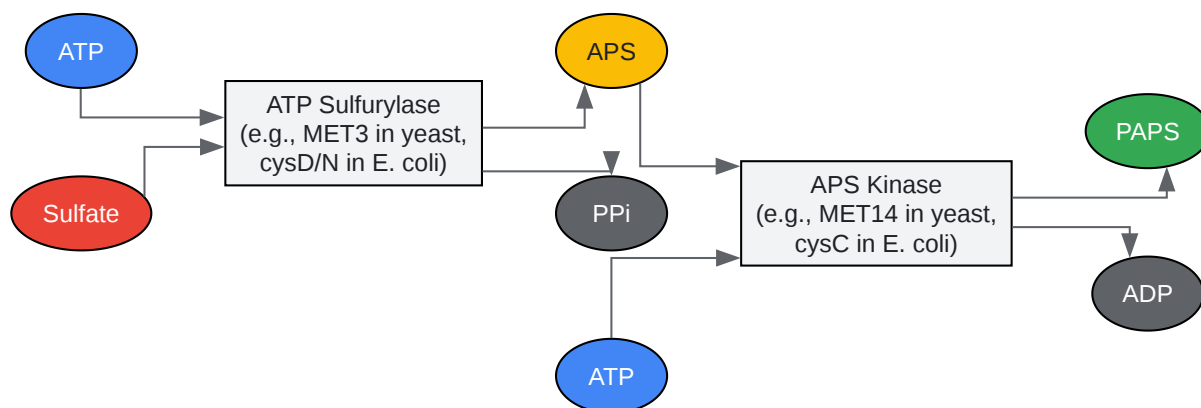 ATP
Sulfate
ATP Sulfurylase
(e.g., MET3 in yeast,
cysD/N in E. coli)
APS
PPi
ATP
APS Kinase
(e.g., MET14 in yeast,
cysC in E. coli)
PAPS
ADP